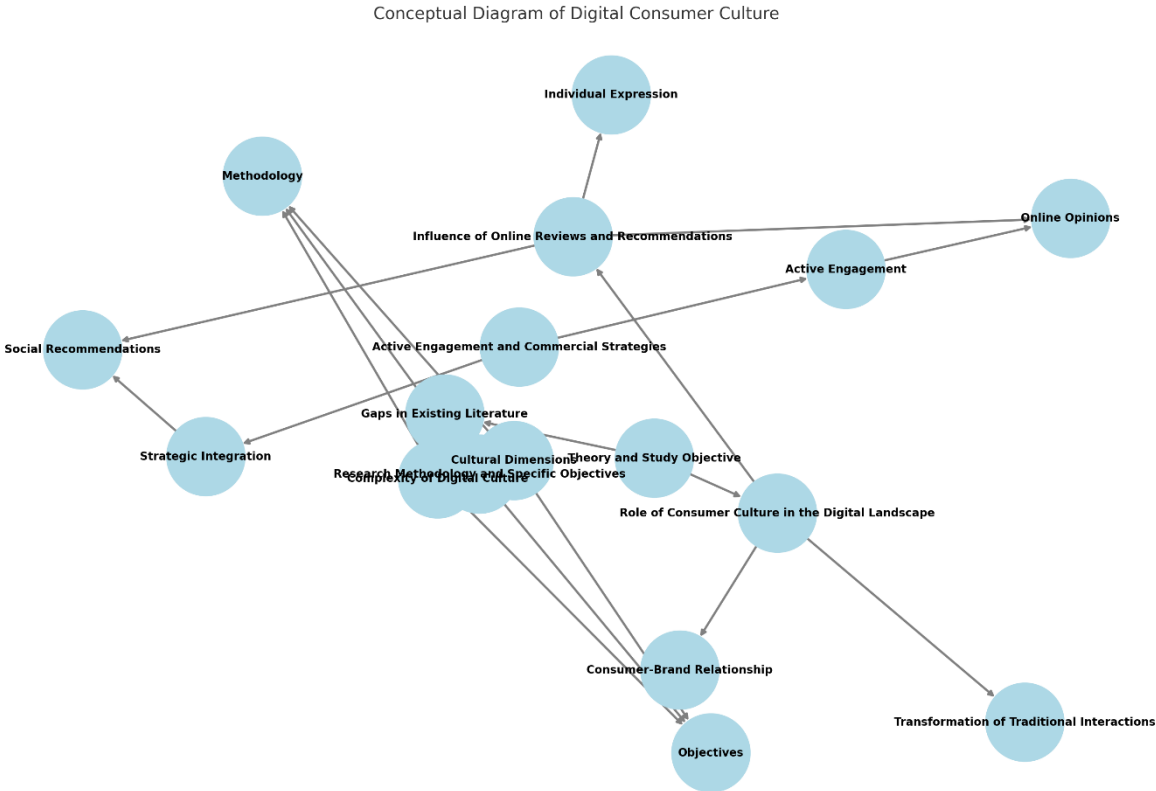 Conceptual Diagram of Digital Consumer Culture
Individual Expression
Methodology
Online Opinions
Influence of Online Reviews and Recommendations
Active Engagement
Active Engagement and Commercial Strategies
Social Recommendations
Gaps in Existing Literature
Strategic Integration
Cultural Dimensions
Theory and Study Objective
Research Methodology and Specific Objectives
Complexity of Digital Culture
Role of Consumer Culture in the Digital Landscape
Consumer-Brand Relationship
Transformation of Traditional Interactions
Objectives